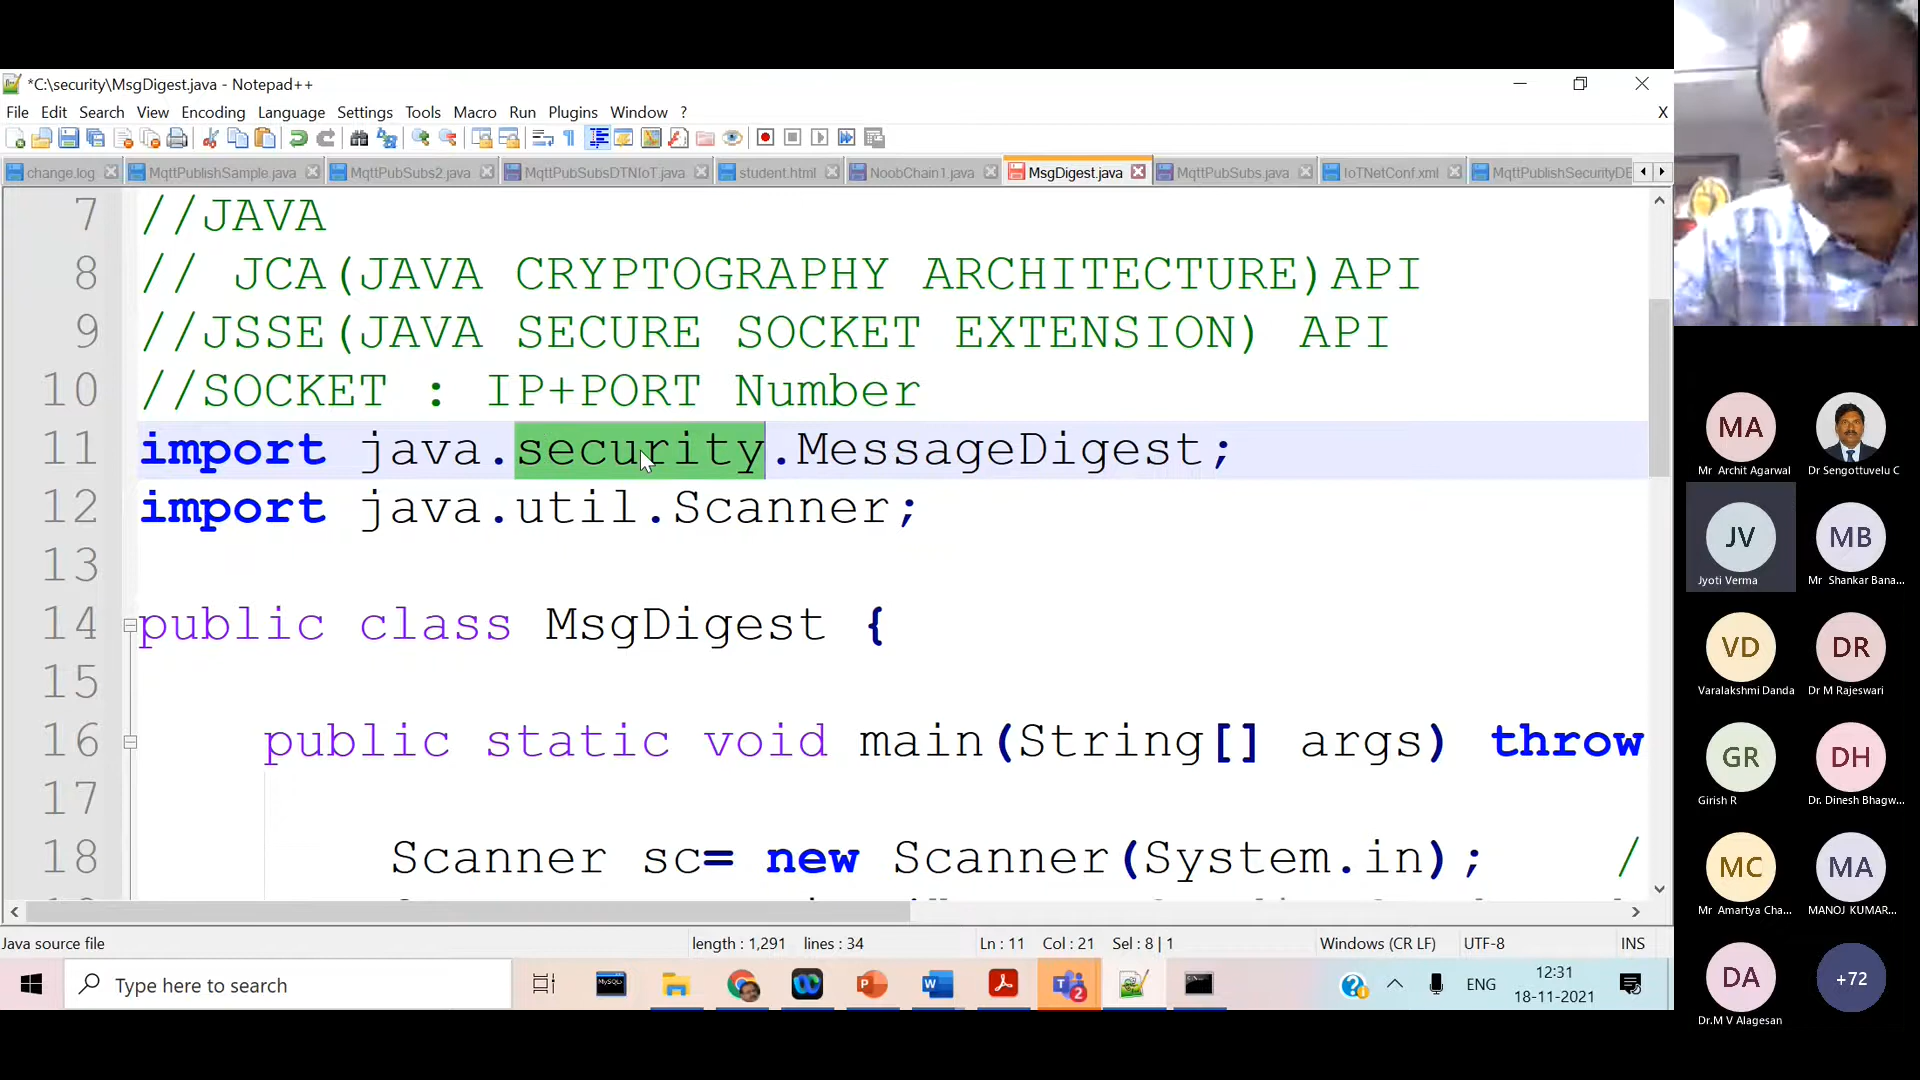 *C:\security\MsgDigest.java - Notepad++
File Edit Search View Encoding Language Settings Tools Macro Run Plugins Window ? X
change.log MqttPublishSample.java MqttPubSubs2.java MqttPubSubsDTNIoT.java student.html NoobChain1.java MsgDigest.java MqttPubSubs.java IoTNetConf.xml MqttPublishSecurityDE
7 //JAVA
8 // JCA(JAVA CRYPTOGRAPHY ARCHITECTURE)API
9 //JSSE(JAVA SECURE SOCKET EXTENSION) API
10 //SOCKET : IP+PORT Number
11 import java.security.MessageDigest;
12 import java.util.Scanner;
13
14 public class MsgDigest {
15
16 public static void main(String[] args) throw
17
18 Scanner sc= new Scanner(System.in); /
Java source file length : 1,291 lines : 34 Ln : 11 Col : 21 Sel : 8 | 1 Windows (CR LF) UTF-8 INS
Type here to search MySQL 2 ENG 12:31
18-11-2021
MA
Mr Archit Agarwal Dr Sengottuvelu C
JV MB
Jyoti Verma Mr Shankar Bana...
VD DR
Varalakshmi Danda Dr M Rajeswari
GR DH
Girish R Dr. Dinesh Bhagw...
MC MA
Mr Amartya Cha... MANOJ KUMAR...
DA +72
Dr.M V Alagesan